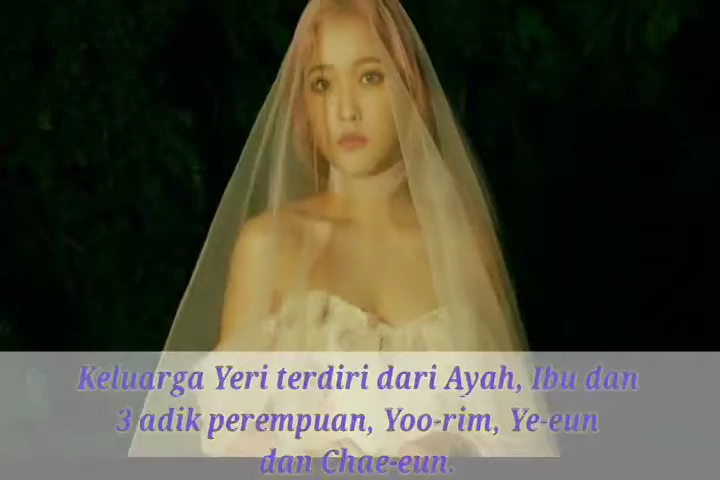 Keluarga Yeri terdiri dari Ayah, Ibu dan
3 adik perempuan, Yoo-rim, Ye-eun
dan Chae-eun.